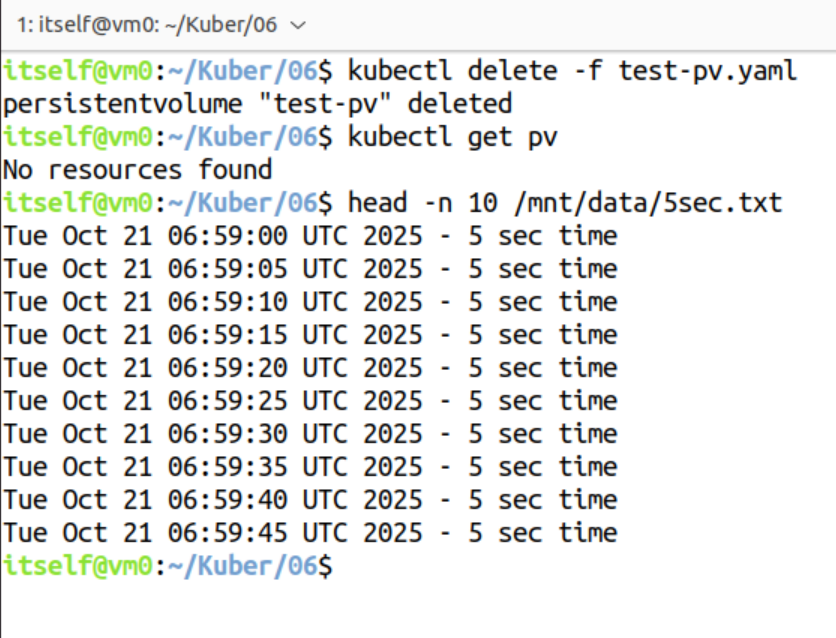 1: itself@vm0: ~/Kuber/06
itself@vm0:~/Kuber/06$ kubectl delete -f test-pv.yaml
persistentvolume "test-pv" deleted
itself@vm0:~/Kuber/06$ kubectl get pv
No resources found
itself@vm0:~/Kuber/06$ head -n 10 /mnt/data/5sec.txt
Tue Oct 21 06:59:00 UTC 2025 - 5 sec time
Tue Oct 21 06:59:05 UTC 2025 - 5 sec time
Tue Oct 21 06:59:10 UTC 2025 - 5 sec time
Tue Oct 21 06:59:15 UTC 2025 - 5 sec time
Tue Oct 21 06:59:20 UTC 2025 - 5 sec time
Tue Oct 21 06:59:25 UTC 2025 - 5 sec time
Tue Oct 21 06:59:30 UTC 2025 - 5 sec time
Tue Oct 21 06:59:35 UTC 2025 - 5 sec time
Tue Oct 21 06:59:40 UTC 2025 - 5 sec time
Tue Oct 21 06:59:45 UTC 2025 - 5 sec time
itself@vm0:~/Kuber/06$